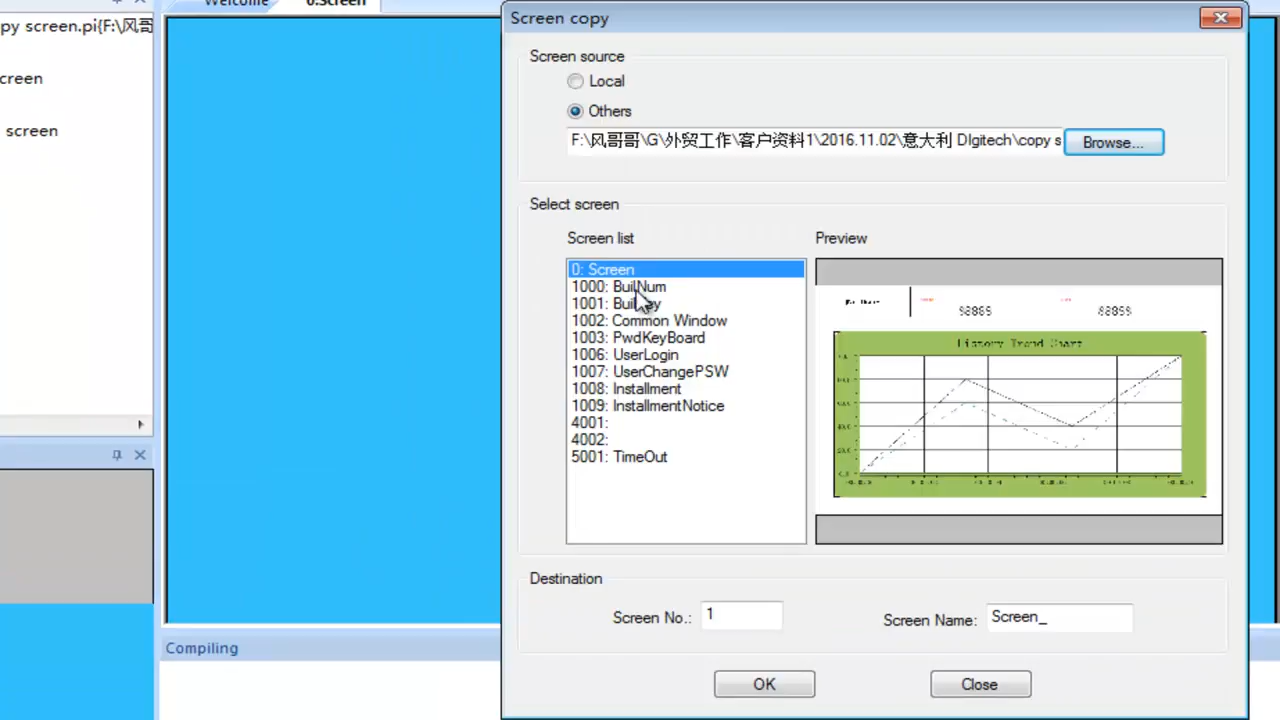 Welcome
0:Screen
Screen copy
py screen.pi{F:\风哥
creen
screen
Screen source
Local
Others
F:\风哥哥\G\外贸工作\客户资料1\2016.11.02\意大利 DIgitech\copy s
Browse...
Select screen
Screen list
Preview
0: Screen
1000: BuilNum
1001:
1002: Common Window
1003: PwdKeyBoard
1006: UserLogin
1007: UserChangePSW
1008: Installment
1009: InstallmentNotice
4001:
4002:
5001: TimeOut
History Trend Chart
Destination
Screen No.: 1
Screen Name: Screen_
Compiling
OK
Close